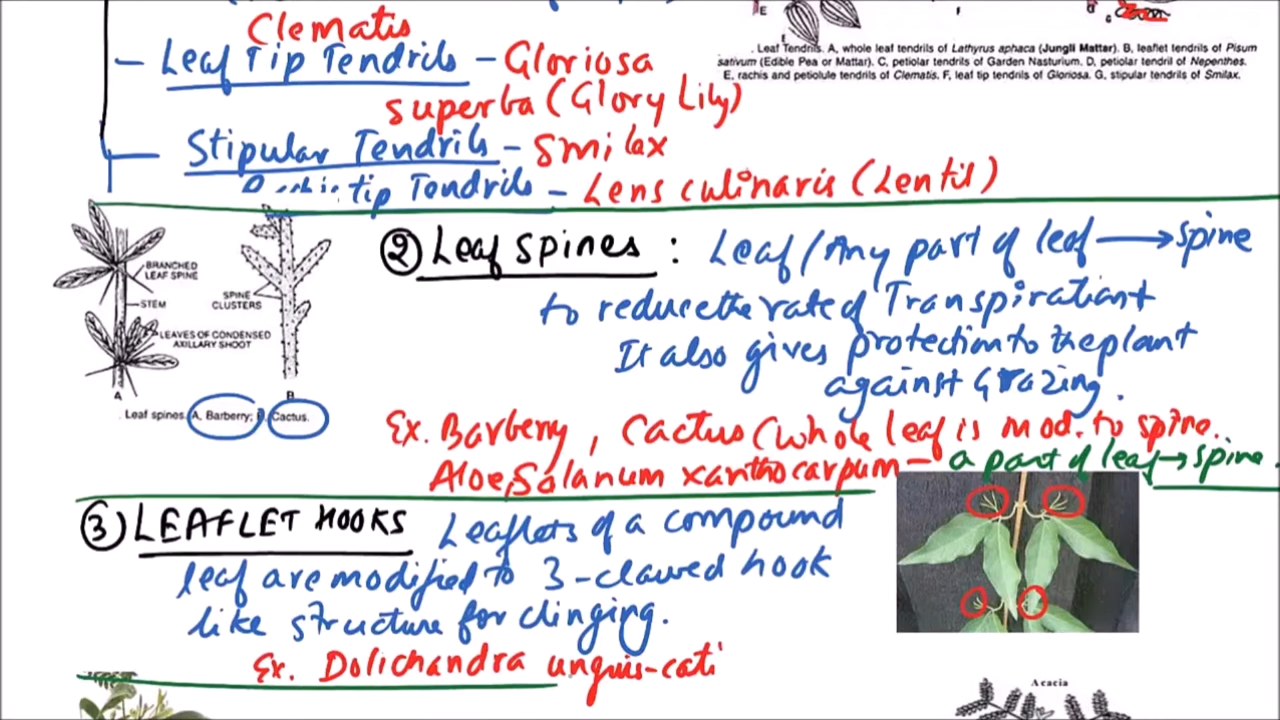 Clematis
E F D G
. Leaf Tendrils. A, whole leaf tendrils of Lathyrus aphaca (Jungli Mattar). B, leaflet tendrils of Pisum
sativum (Edible Pea or Mattar). C, petiolar tendrils of Garden Nasturium. D, petiolar tendril of Nepenthes.
E, rachis and petiolule tendrils of Clematis. F, leaf tip tendrils of Gloriosa. G, stipular tendrils of Smilax.
- Leaf Tip Tendrils - Gloriosa
superba (Glory Lily)
Stipular Tendrils - Smilax
tip Tendrils - Lens culinaris (Lentil)
BRANCHED
LEAF SPINE
STEM
SPINE
CLUSTERS
LEAVES OF CONDENSED
AXILLARY SHOOT
A B
. Leaf spines. A, Barberry; B, Cactus.
② Leaf spines : Leaf/Any part of leaf → spine
to reduce the rate of Transpiration
It also gives protection to the plant
against Grazing.
Ex. Barberry, Cactus (whole leaf is mod. to spine.
Aloe, Solanum xanthocarpum - a part of leaf → spine.
③ LEAFLET HOOKS Leaflets of a compound
leaf are modified to 3-clawed hook
like structure for clinging.
Ex. Dolichandra unguis-cati
Acacia